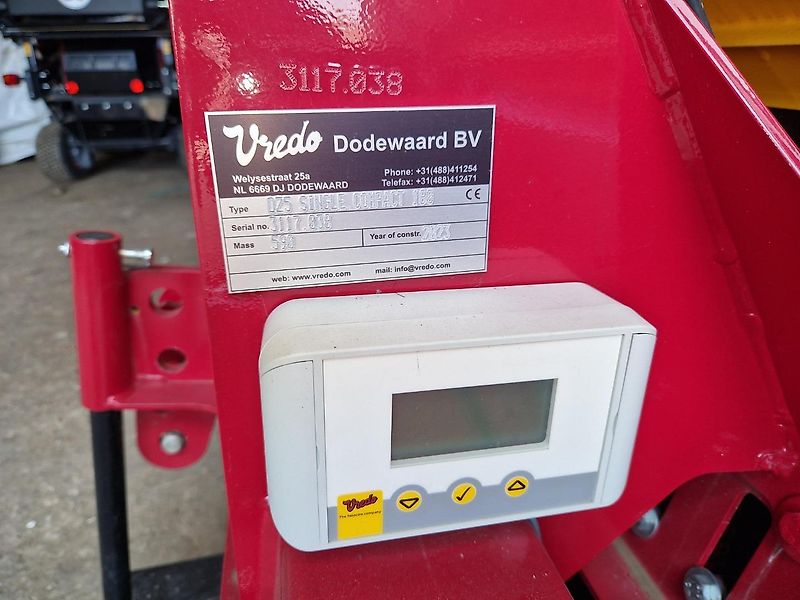 3117.038
Vredo Dodewaard BV
Welysestraat 25a
NL 6669 DJ DODEWAARD
Phone: +31(488)411254
Telefax: +31(488)412471
Type DZ5 SINGLE COMPACT
CE
Serial no. 3117.038
Mass 590
Year of constr.
web: www.vredo.com mail: info@vredo.com
Vredo